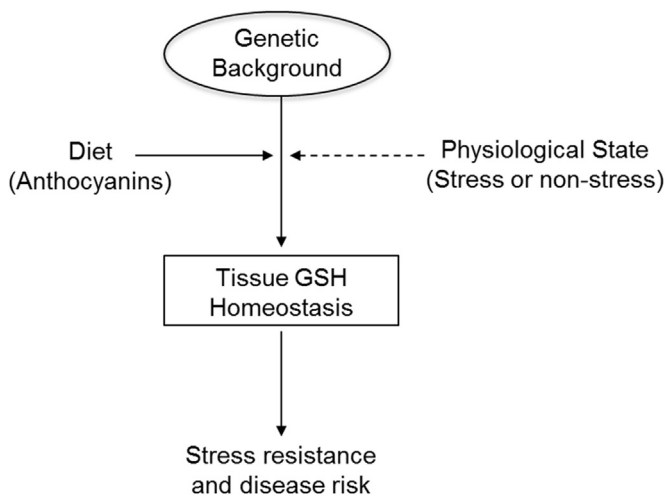 Genetic
Background
Diet
(Anthocyanins)
Physiological State
(Stress or non-stress)
Tissue GSH
Homeostasis
Stress resistance
and disease risk